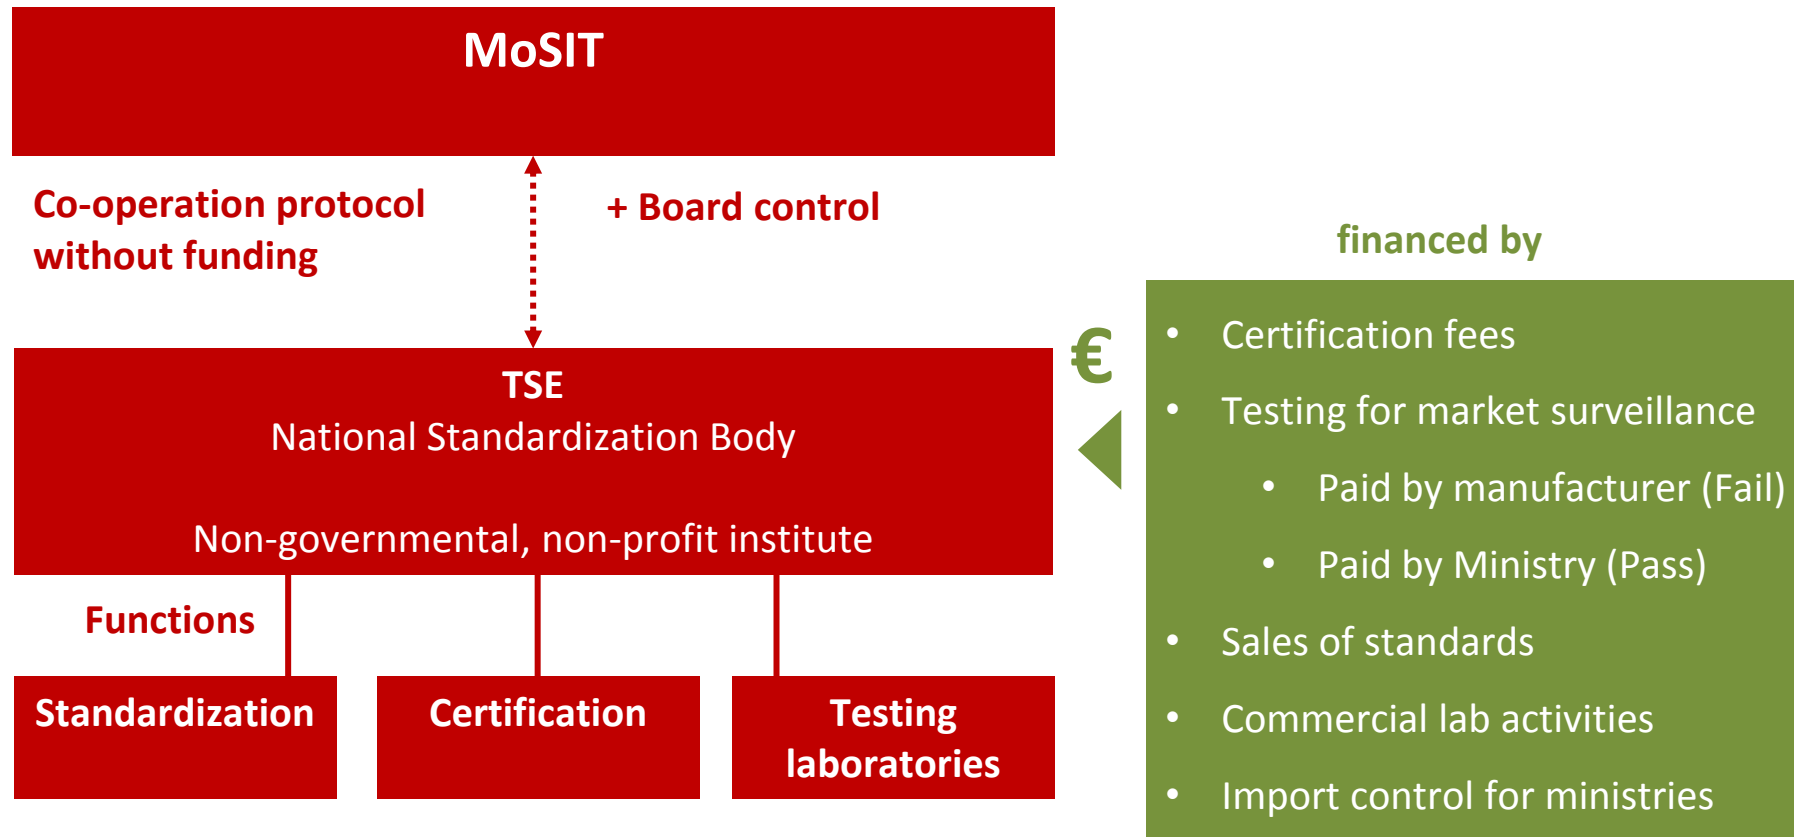 MoSIT
Co-operation protocol
without funding
+ Board control
TSE
National Standardization Body
Non-governmental, non-profit institute
Functions
Standardization
Certification
Testing
laboratories
financed by
€
• Certification fees
• Testing for market surveillance
• Paid by manufacturer (Fail)
• Paid by Ministry (Pass)
• Sales of standards
• Commercial lab activities
• Import control for ministries